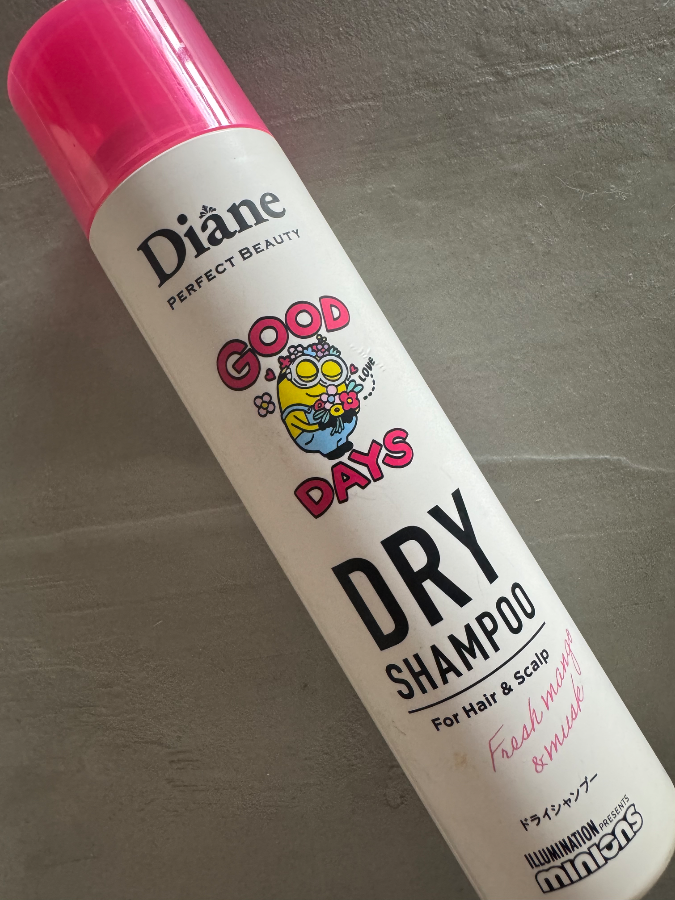 Diane
PERFECT BEAUTY
GOOD
LOVE
DAYS
DRY
SHAMPOO
For Hair & Scalp
Fresh mango
& musk
ドライシャンプー
ILLUMINATION PRESENTS
minions